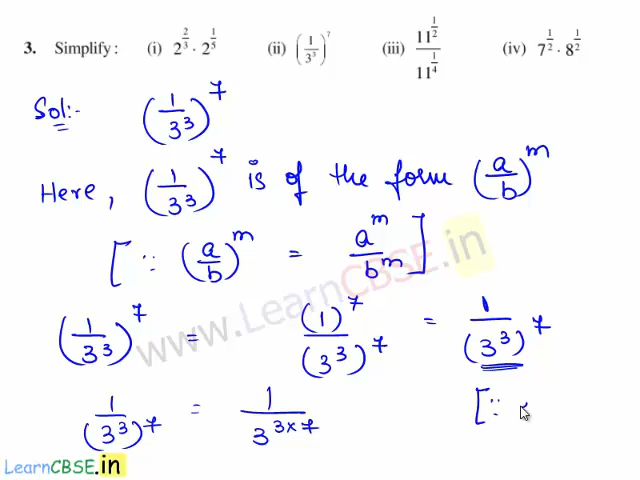 3. Simplify : (i) 2^(2/3) · 2^(1/5) (ii) (1/3^3)^7 (iii) 11^(1/2)/11^(1/4) (iv) 7^(1/2) · 8^(1/2)
Sol:- (1/3^3)^7
Here, (1/3^3)^7 is of the form (a/b)^m
[∵ (a/b)^m = a^m/b^m]
(1/3^3)^7 = (1)^7/(3^3)^7 = 1/(3^3)^7
1/(3^3)^7 = 1/3^(3×7) [∵
www.LearnCBSE.in
LearnCBSE.in